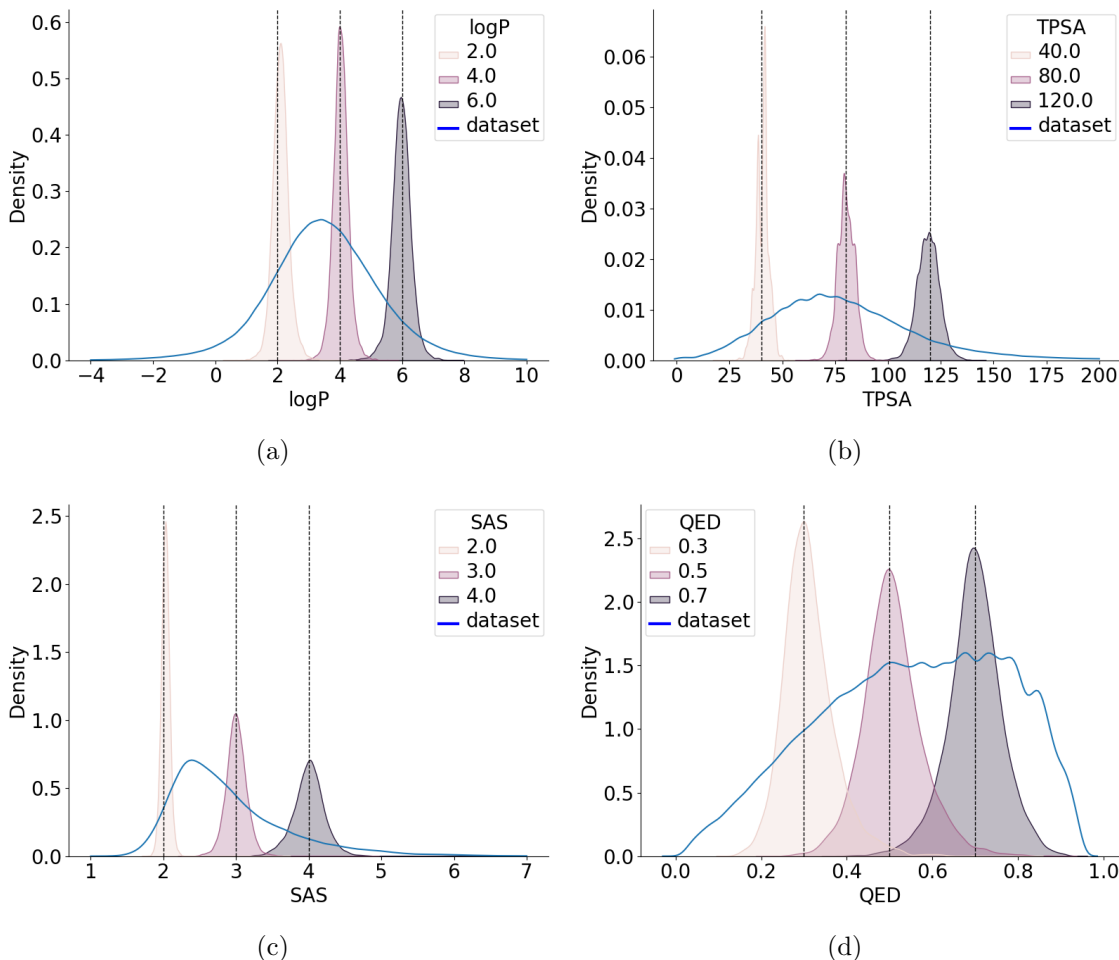 logP
2.0
4.0
6.0
dataset
Density
0.6
0.5
0.4
0.3
0.2
0.1
0.0
−4 −2 0 2 4 6 8 10
logP
(a)
TPSA
40.0
80.0
120.0
dataset
Density
0.06
0.05
0.04
0.03
0.02
0.01
0.00
0 25 50 75 100 125 150 175 200
TPSA
(b)
SAS
2.0
3.0
4.0
dataset
Density
2.5
2.0
1.5
1.0
0.5
0.0
1 2 3 4 5 6 7
SAS
(c)
QED
0.3
0.5
0.7
dataset
Density
2.5
2.0
1.5
1.0
0.5
0.0
0.0 0.2 0.4 0.6 0.8 1.0
QED
(d)